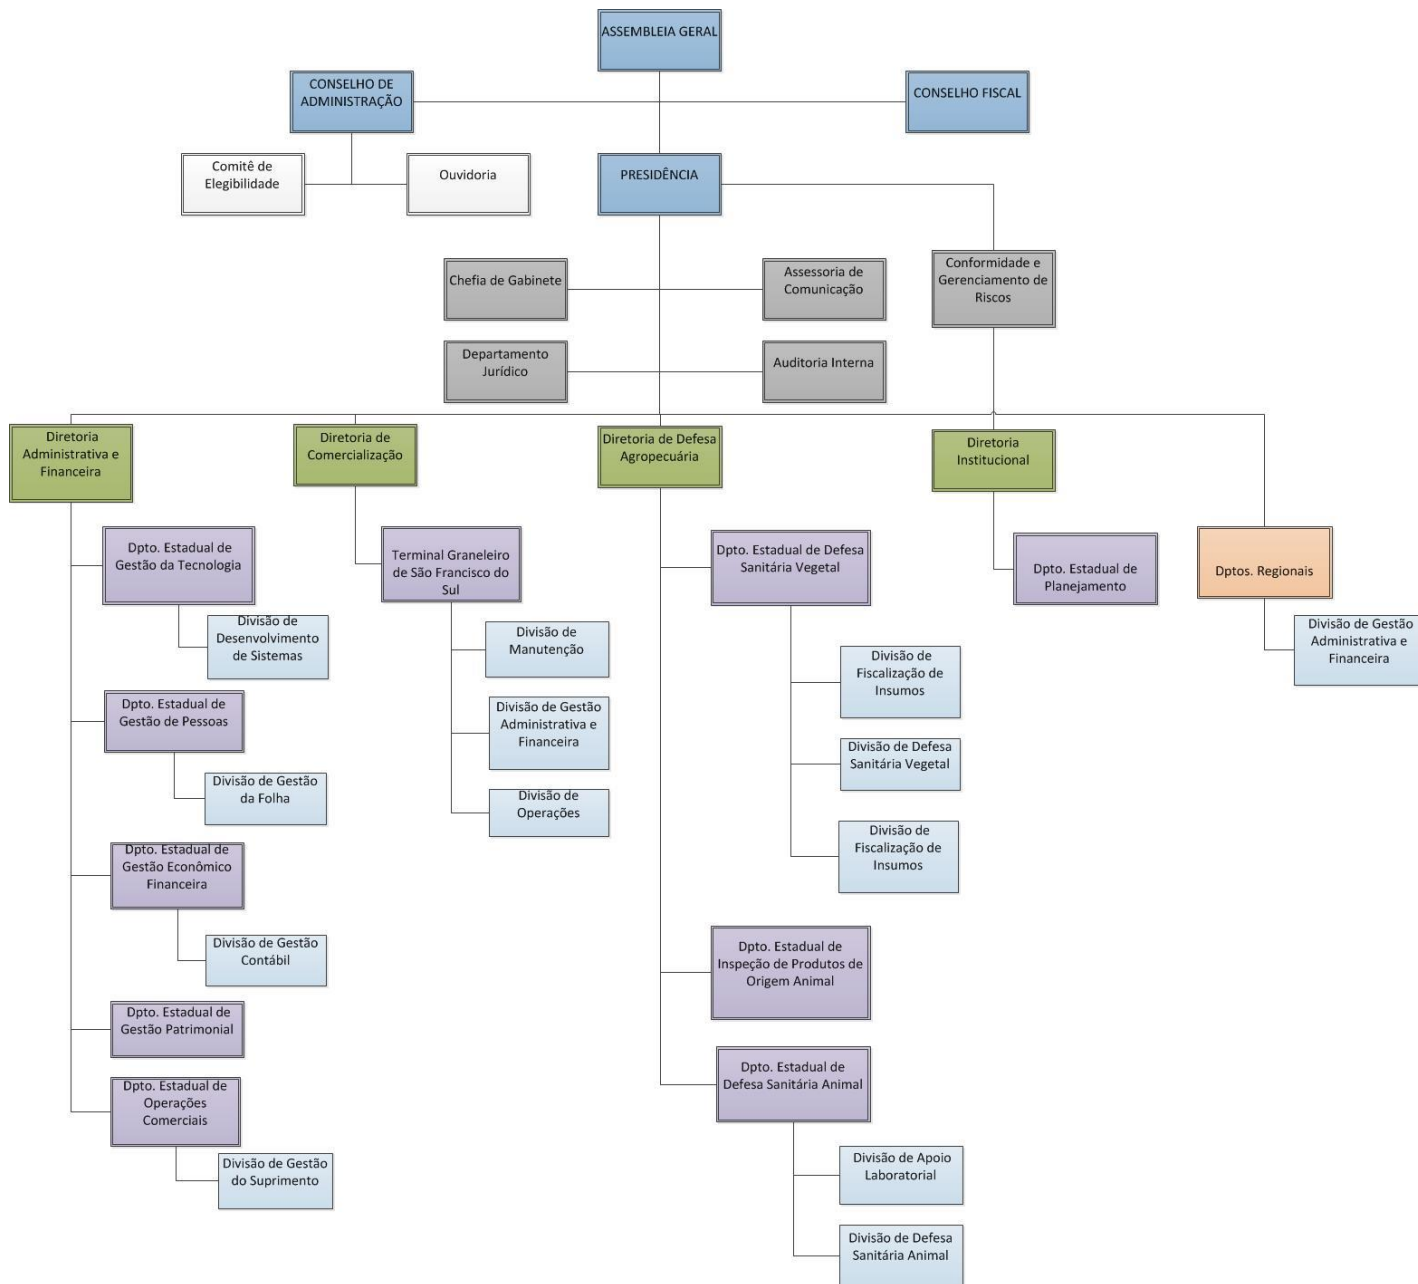 ASSEMBLEIA GERAL
CONSELHO DE
ADMINISTRAÇÃO
CONSELHO FISCAL
Comitê de
Elegibilidade
Ouvidoria
PRESIDÊNCIA
Chefia de Gabinete
Assessoria de
Comunicação
Conformidade e
Gerenciamento de
Riscos
Departamento
Jurídico
Auditoria Interna
Diretoria
Administrativa e
Financeira
Diretoria de
Comercialização
Diretoria de Defesa
Agropecuária
Diretoria
Institucional
Dpto. Estadual de
Gestão da Tecnologia
Divisão de
Desenvolvimento
de Sistemas
Dpto. Estadual de
Gestão de Pessoas
Divisão de Gestão
da Folha
Dpto. Estadual de
Gestão Econômico
Financeira
Divisão de Gestão
Contábil
Dpto. Estadual de
Gestão Patrimonial
Dpto. Estadual de
Operações
Comerciais
Divisão de Gestão
do Suprimento
Terminal Graneleiro
de São Francisco do
Sul
Divisão de
Manutenção
Divisão de Gestão
Administrativa e
Financeira
Divisão de
Operações
Dpto. Estadual de Defesa
Sanitária Vegetal
Divisão de
Fiscalização de
Insumos
Divisão de Defesa
Sanitária Vegetal
Divisão de
Fiscalização de
Insumos
Dpto. Estadual de
Inspeção de Produtos de
Origem Animal
Dpto. Estadual de
Defesa Sanitária Animal
Divisão de Apoio
Laboratorial
Divisão de Defesa
Sanitária Animal
Dpto. Estadual de
Planejamento
Dptos. Regionais
Divisão de Gestão
Administrativa e
Financeira